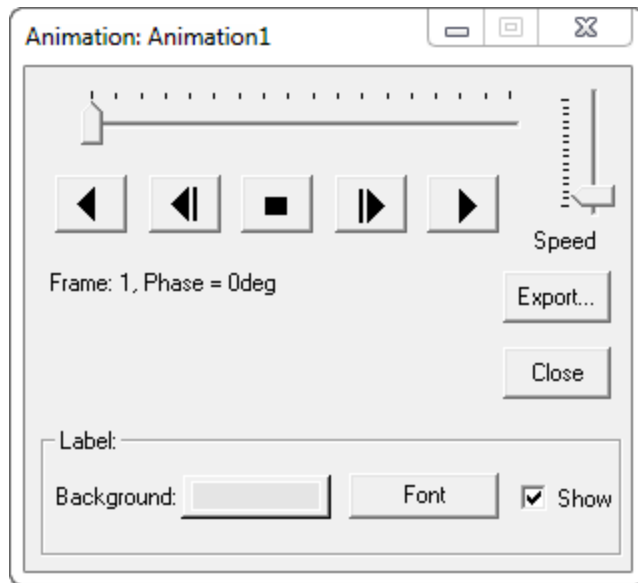 Animation: Animation1
Speed
Frame: 1, Phase = 0deg
Export...
Close
Label:
Background:
Font
Show